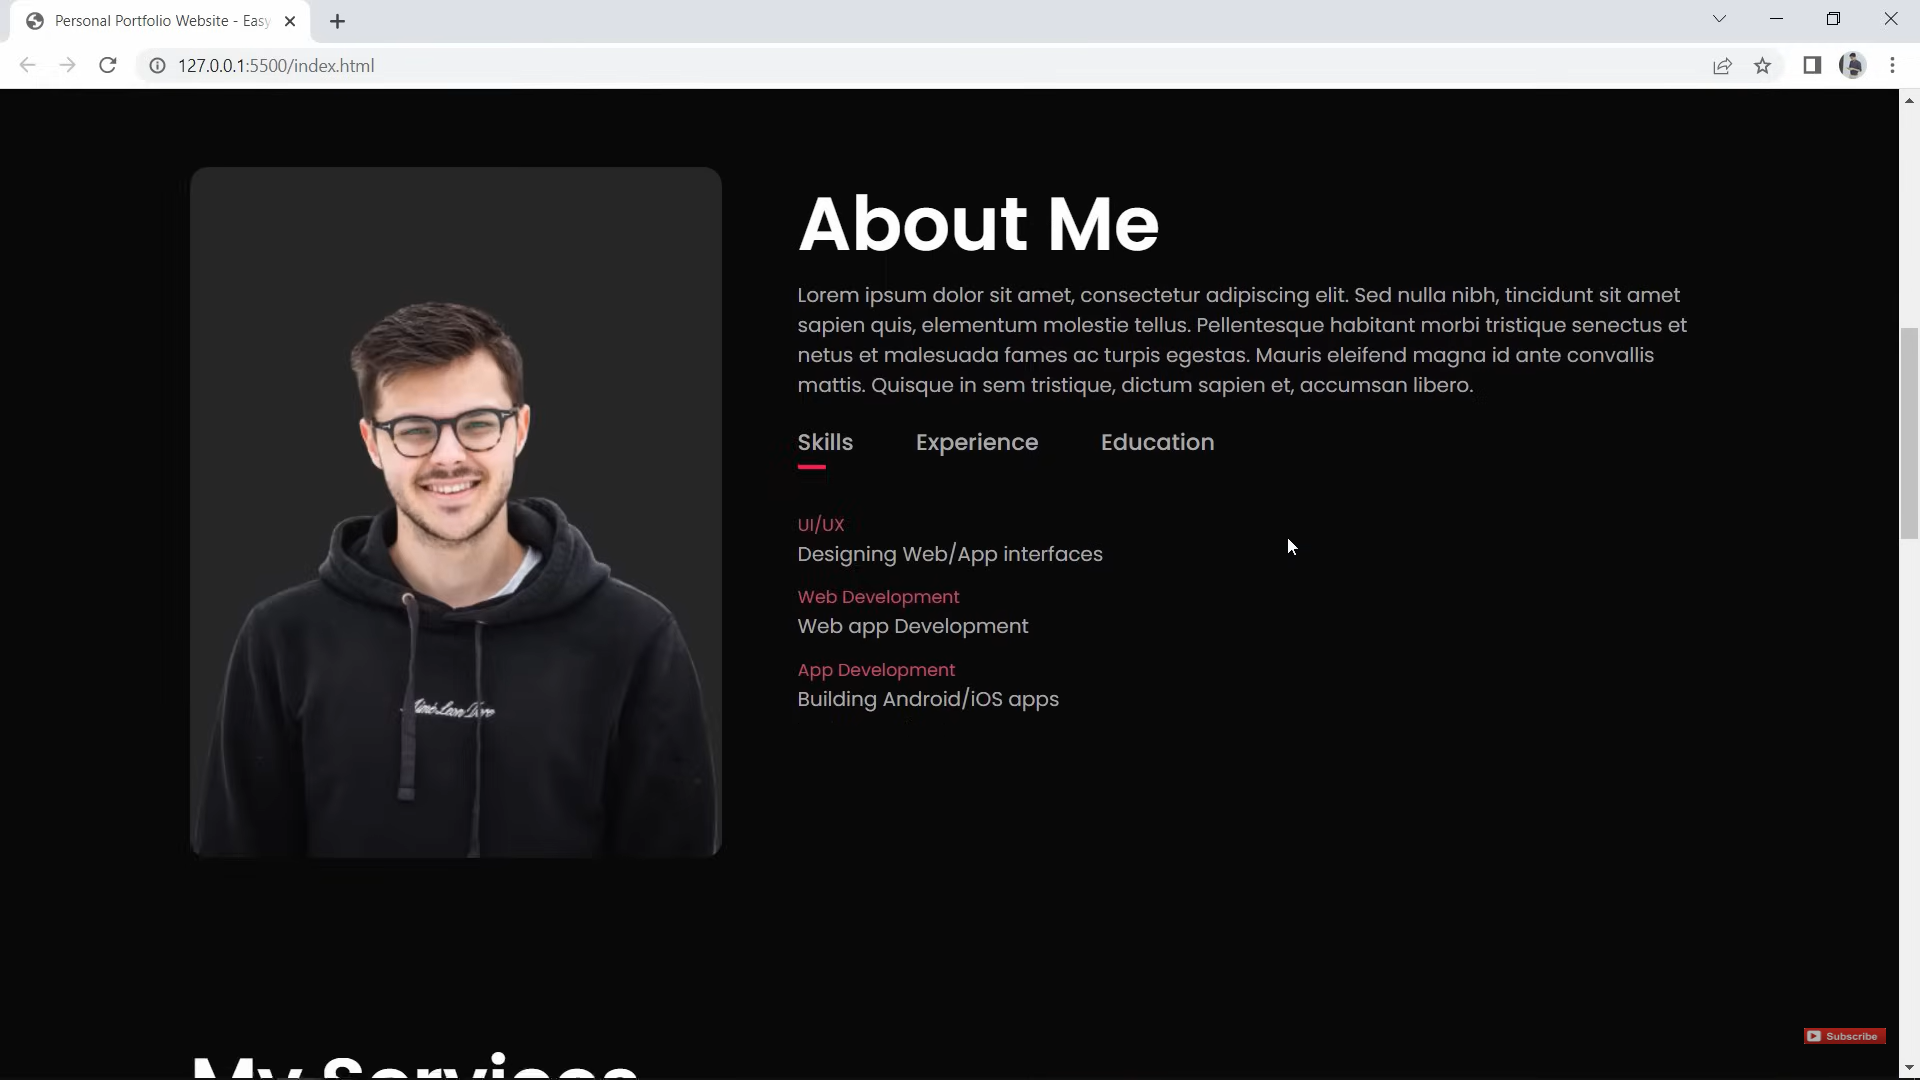 Personal Portfolio Website - Easy
127.0.0.1:5500/index.html
About Me
Lorem ipsum dolor sit amet, consectetur adipiscing elit. Sed nulla nibh, tincidunt sit amet
sapien quis, elementum molestie tellus. Pellentesque habitant morbi tristique senectus et
netus et malesuada fames ac turpis egestas. Mauris eleifend magna id ante convallis
mattis. Quisque in sem tristique, dictum sapien et, accumsan libero.
Skills Experience Education
UI/UX
Designing Web/App interfaces
Web Development
Web app Development
App Development
Building Android/iOS apps
My Services
Subscribe